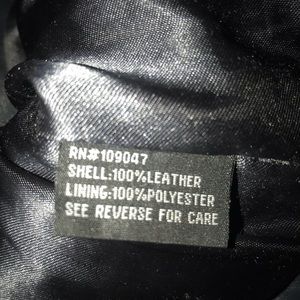 RN#109047
SHELL:100%LEATHER
LINING:100%POLYESTER
SEE REVERSE FOR CARE